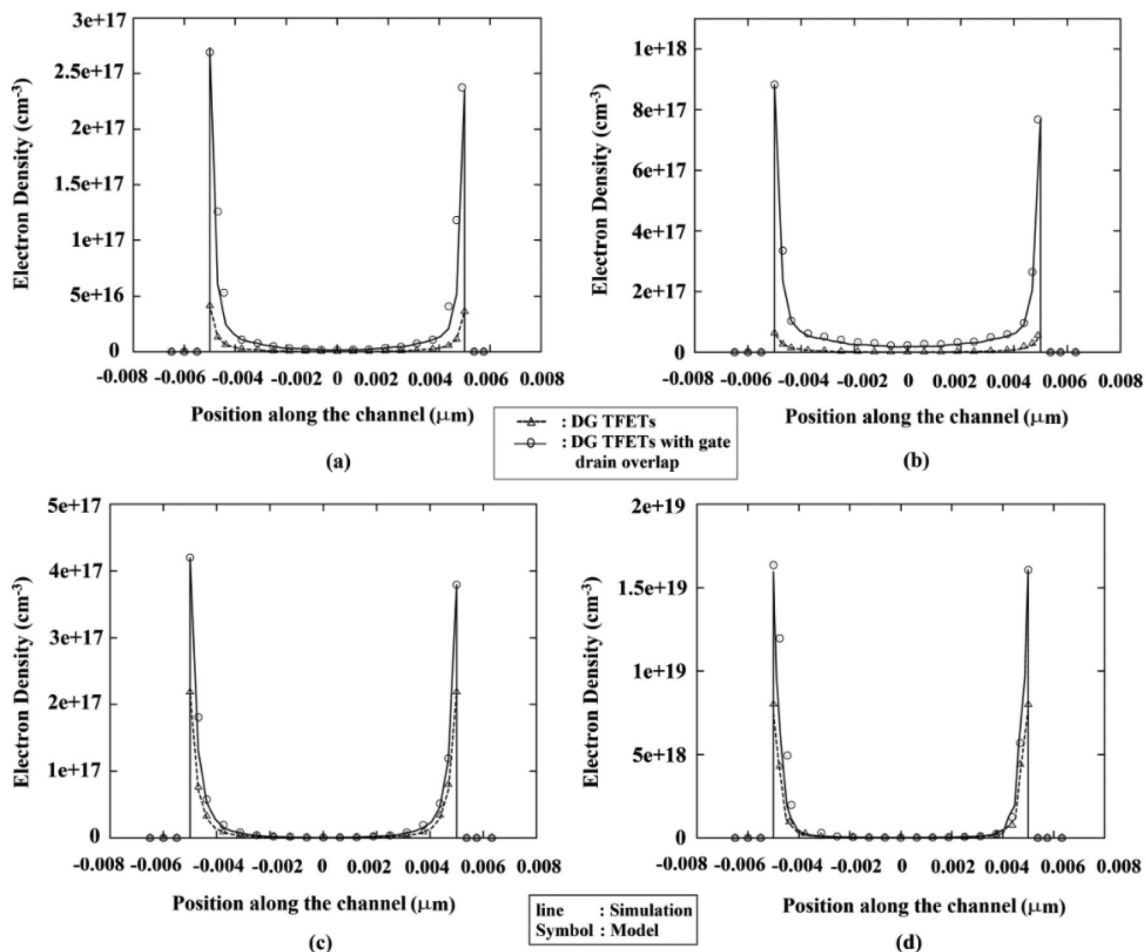 3e+17
2.5e+17
2e+17
1.5e+17
1e+17
5e+16
0
Electron Density (cm⁻³)
-0.008 -0.006 -0.004 -0.002 0 0.002 0.004 0.006 0.008
Position along the channel (μm)
(a)
1e+18
8e+17
6e+17
4e+17
2e+17
0
Electron Density (cm⁻³)
-0.008 -0.006 -0.004 -0.002 0 0.002 0.004 0.006 0.008
Position along the channel (μm)
(b)
: DG TFETs
: DG TFETs with gate
drain overlap
5e+17
4e+17
3e+17
2e+17
1e+17
0
Electron Density (cm⁻³)
-0.008 -0.006 -0.004 -0.002 0 0.002 0.004 0.006 0.008
Position along the channel (μm)
(c)
2e+19
1.5e+19
1e+19
5e+18
0
Electron Density (cm⁻³)
-0.008 -0.006 -0.004 -0.002 0 0.002 0.004 0.006 0.008
Position along the channel (μm)
(d)
line : Simulation
Symbol : Model